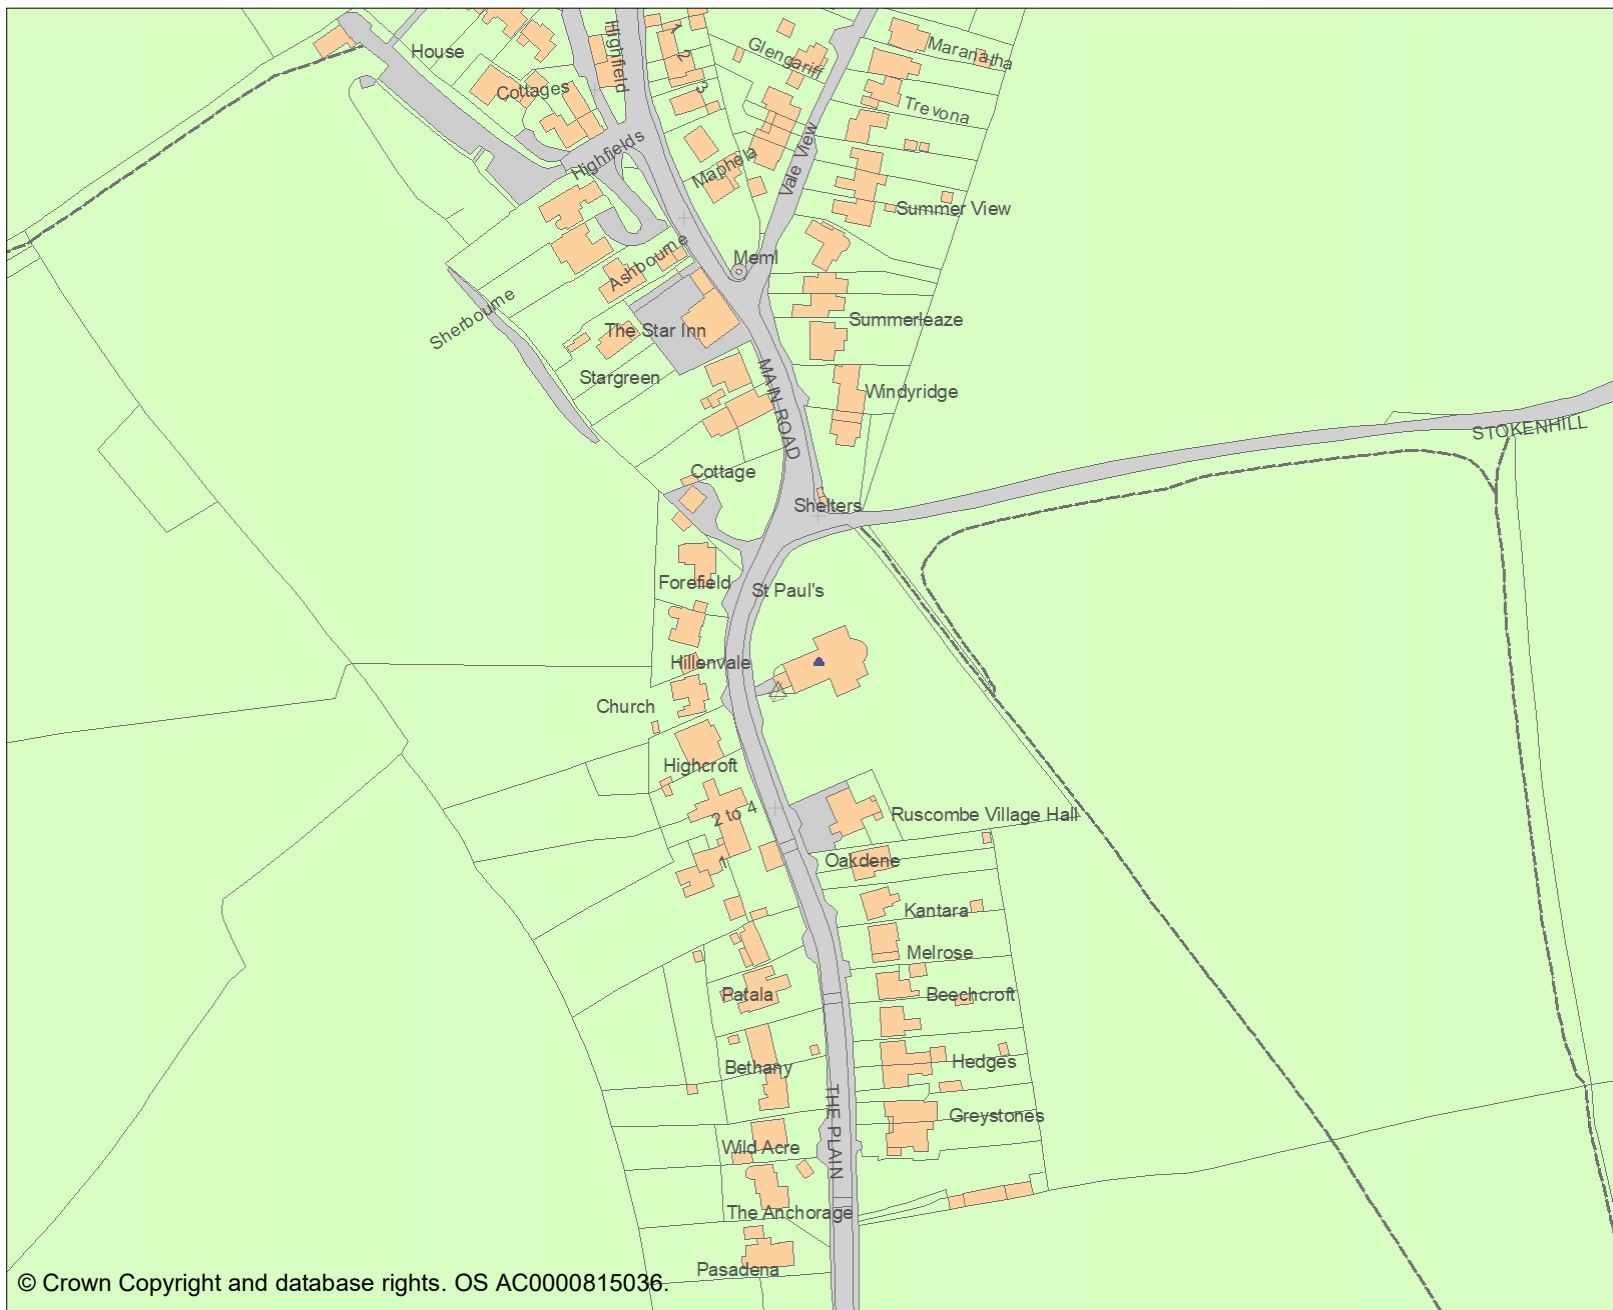 House
Highfield
1
2
3
Glengariff
Maranatha
Cottages
Trevona
Highfields
Maphela
Vale View
Summer View
Ashbourne
Meml
Sherbourne
The Star Inn
Summerleaze
Stargreen
MAIN ROAD
Windyridge
STOKENHILL
Cottage
Shelters
Forefield
St Paul's
Hillenvale
Church
Highcroft
2 to 4
Ruscombe Village Hall
1
Oakdene
Kantara
Melrose
Patala
Beechcroft
Bethany
Hedges
THE PLAIN
Greystones
Wild Acre
The Anchorage
Pasadena
© Crown Copyright and database rights. OS AC0000815036.